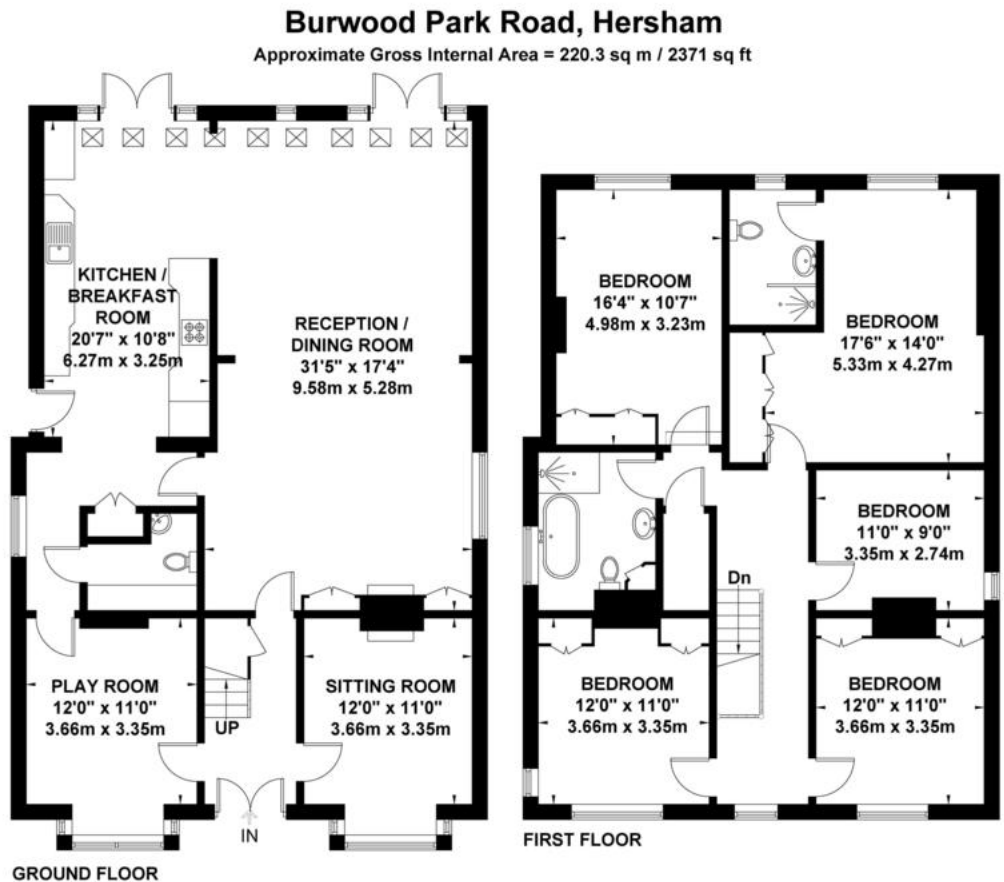 Burwood Park Road, Hersham
Approximate Gross Internal Area = 220.3 sq m / 2371 sq ft
KITCHEN /
BREAKFAST
ROOM
20'7" x 10'8"
6.27m x 3.25m
RECEPTION /
DINING ROOM
31'5" x 17'4"
9.58m x 5.28m
PLAY ROOM
12'0" x 11'0"
3.66m x 3.35m
UP
SITTING ROOM
12'0" x 11'0"
3.66m x 3.35m
IN
GROUND FLOOR
BEDROOM
16'4" x 10'7"
4.98m x 3.23m
BEDROOM
17'6" x 14'0"
5.33m x 4.27m
BEDROOM
11'0" x 9'0"
3.35m x 2.74m
Dn
BEDROOM
12'0" x 11'0"
3.66m x 3.35m
BEDROOM
12'0" x 11'0"
3.66m x 3.35m
FIRST FLOOR